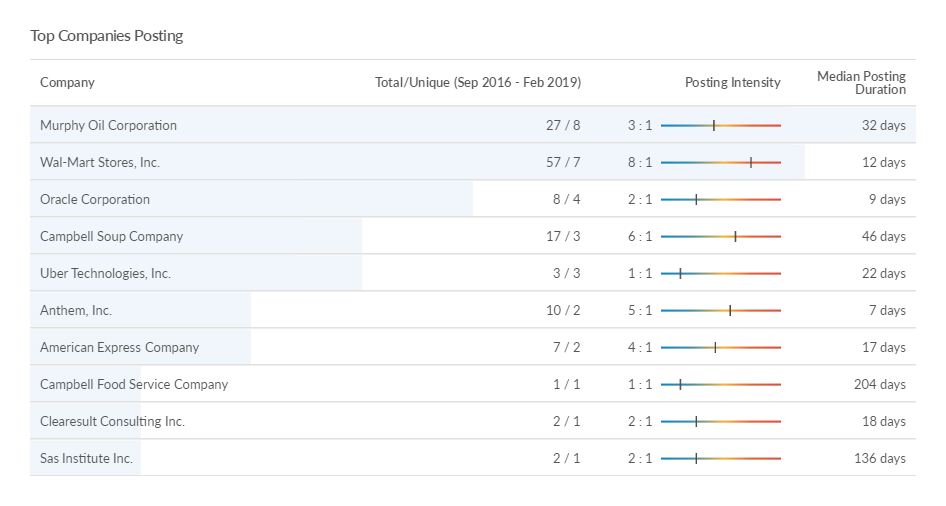 Top Companies Posting
Company Total/Unique (Sep 2016 - Feb 2019) Posting Intensity Median Posting Duration
Murphy Oil Corporation 27 / 8 3 : 1 32 days
Wal-Mart Stores, Inc. 57 / 7 8 : 1 12 days
Oracle Corporation 8 / 4 2 : 1 9 days
Campbell Soup Company 17 / 3 6 : 1 46 days
Uber Technologies, Inc. 3 / 3 1 : 1 22 days
Anthem, Inc. 10 / 2 5 : 1 7 days
American Express Company 7 / 2 4 : 1 17 days
Campbell Food Service Company 1 / 1 1 : 1 204 days
Clearesult Consulting Inc. 2 / 1 2 : 1 18 days
Sas Institute Inc. 2 / 1 2 : 1 136 days